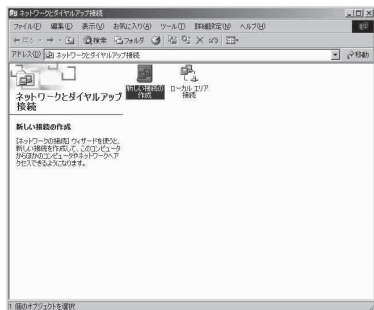 ネットワークとダイヤルアップ接続
ファイル(F) 編集(E) 表示(V) お気に入り(A) ツール(T) 詳細設定(N) ヘルプ(H)
検索 フォルダ
アドレス(D) ネットワークとダイヤルアップ接続 移動
ネットワークとダイヤルアップ
接続
新しい接続の
作成
ローカル エリア
接続
新しい接続の作成
[ネットワークの接続] ウィザードを使うと、
新しい接続を作成して、このコンピュータ
からほかのコンピュータやネットワークへア
クセスできるようになります。
1 個のオブジェクトを選択